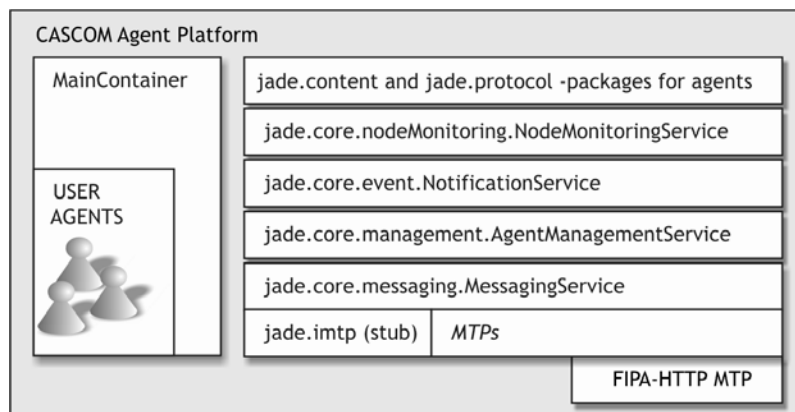 CASCOM Agent Platform
MainContainer
USER
AGENTS
jade.content and jade.protocol -packages for agents
jade.core.nodeMonitoring.NodeMonitoringService
jade.core.event.NotificationService
jade.core.management.AgentManagementService
jade.core.messaging.MessagingService
jade.imtp (stub)
MTPs
FIPA-HTTP MTP